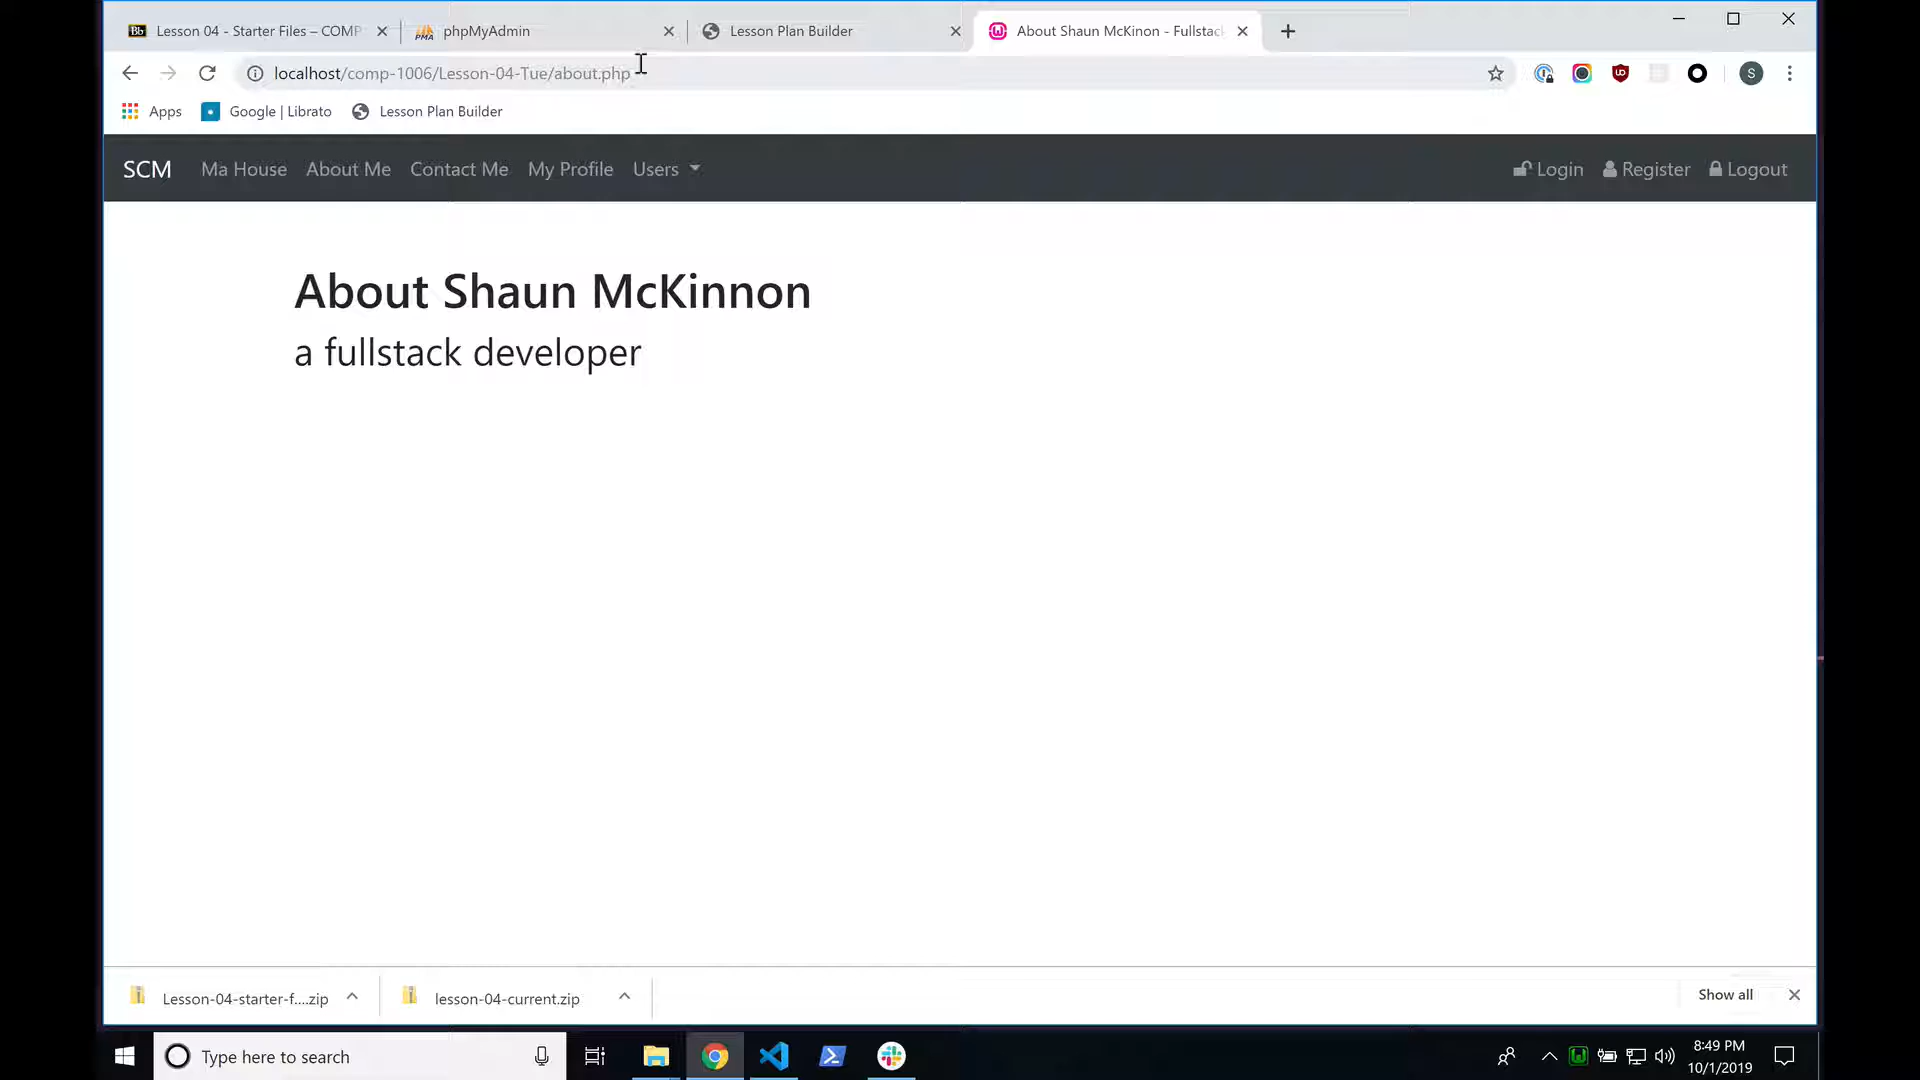 Lesson 04 - Starter Files – COMP
phpMyAdmin
Lesson Plan Builder
About Shaun McKinon - Fullstac
localhost/comp-1006/Lesson-04-Tue/about.php
S
Apps
Google | Librato
Lesson Plan Builder
SCM
Ma House
About Me
Contact Me
My Profile
Users
Login
Register
Logout
About Shaun McKinnon
a fullstack developer
Lesson-04-starter-f....zip
lesson-04-current.zip
Show all
Type here to search
8:49 PM
10/1/2019